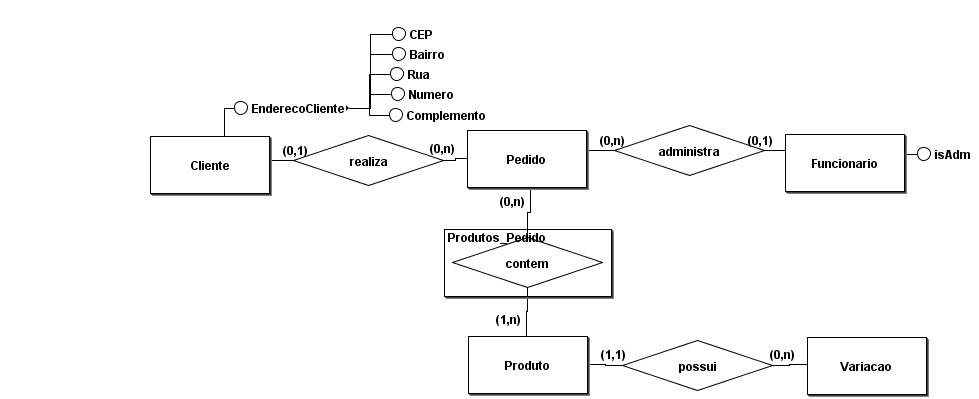 CEP
Bairro
Rua
Numero
EnderecoCliente
Complemento
Cliente
(0,1)
realiza
(0,n)
Pedido
(0,n)
administra
(0,1)
Funcionario
isAdm
(0,n)
Produtos_Pedido
contem
(1,n)
Produto
(1,1)
possui
(0,n)
Variacao